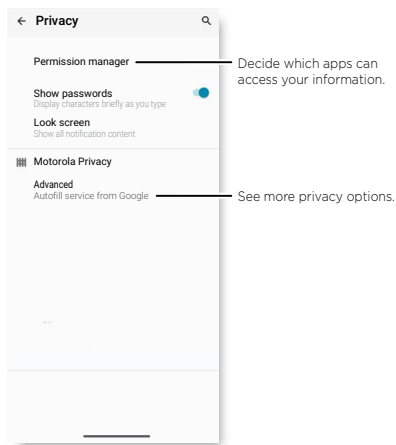 Privacy
Permission manager
Decide which apps can
access your information.
Show passwords
Display characters briefly as you type
Look screen
Show all notification content
Motorola Privacy
Advanced
Autofill service from Google
See more privacy options.